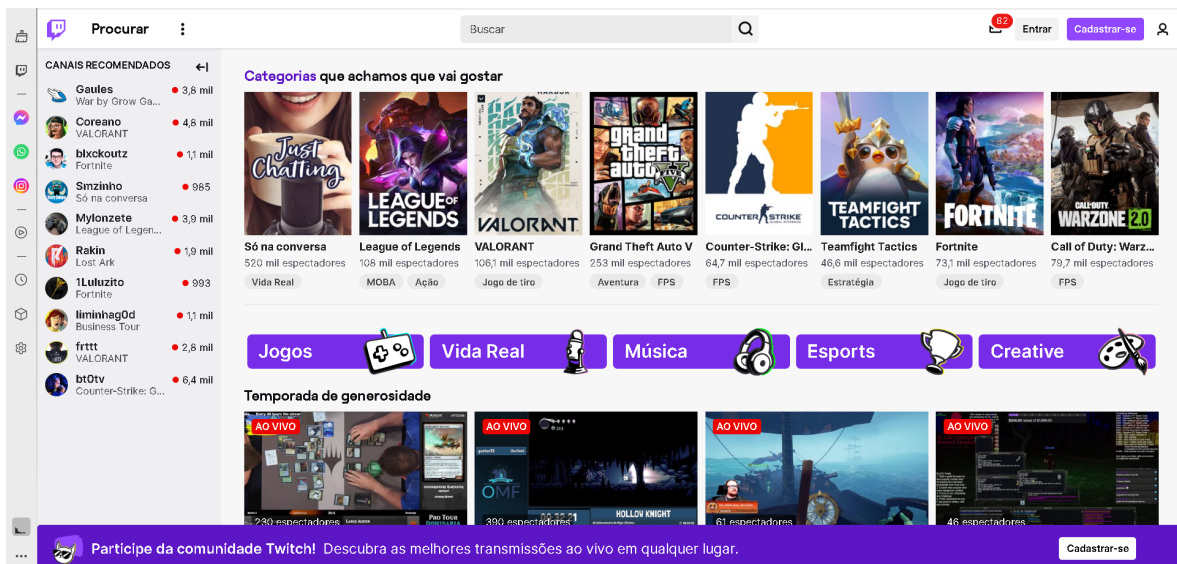 Procurar
Buscar
82
Entrar
Cadastrar-se
CANAIS RECOMENDADOS
Gaules
3,8 mil
War by Grow Ga...
Coreano
4,8 mil
VALORANT
blxckoutz
1,1 mil
Fortnite
Smzinho
985
Só na conversa
Mylonzete
3,9 mil
League of Legen...
Rakin
1,9 mil
Lost Ark
1Luluzito
993
Fortnite
liminhag0d
1,1 mil
Business Tour
frttt
2,8 mil
VALORANT
bt0tv
6,4 mil
Counter-Strike: G...
Categorias que achamos que vai gostar
Just Chatting
LEAGUE OF LEGENDS
VALORANT
grand theft auto V
COUNTER STRIKE
TEAMFIGHT TACTICS
FORTNITE
CALL OF DUTY
WARZONE 2.0
Só na conversa
520 mil espectadores
Vida Real
League of Legends
108 mil espectadores
MOBA Ação
VALORANT
106,1 mil espectadores
Jogo de tiro
Grand Theft Auto V
253 mil espectadores
Aventura FPS
Counter-Strike: Gl...
64,7 mil espectadores
FPS
Teamfight Tactics
46,6 mil espectadores
Estratégia
Fortnite
73,1 mil espectadores
Jogo de tiro
Call of Duty: Warz...
79,7 mil espectadores
FPS
Jogos
Vida Real
Música
Esports
Creative
Temporada de generosidade
AO VIVO
PRO TOUR
DOMINARIA
230 espectadores
AO VIVO
OMF
HOLLOW KNIGHT
390 espectadores
AO VIVO
61 espectadores
AO VIVO
46 espectadores
Participe da comunidade Twitch! Descubra as melhores transmissões ao vivo em qualquer lugar.
Cadastrar-se